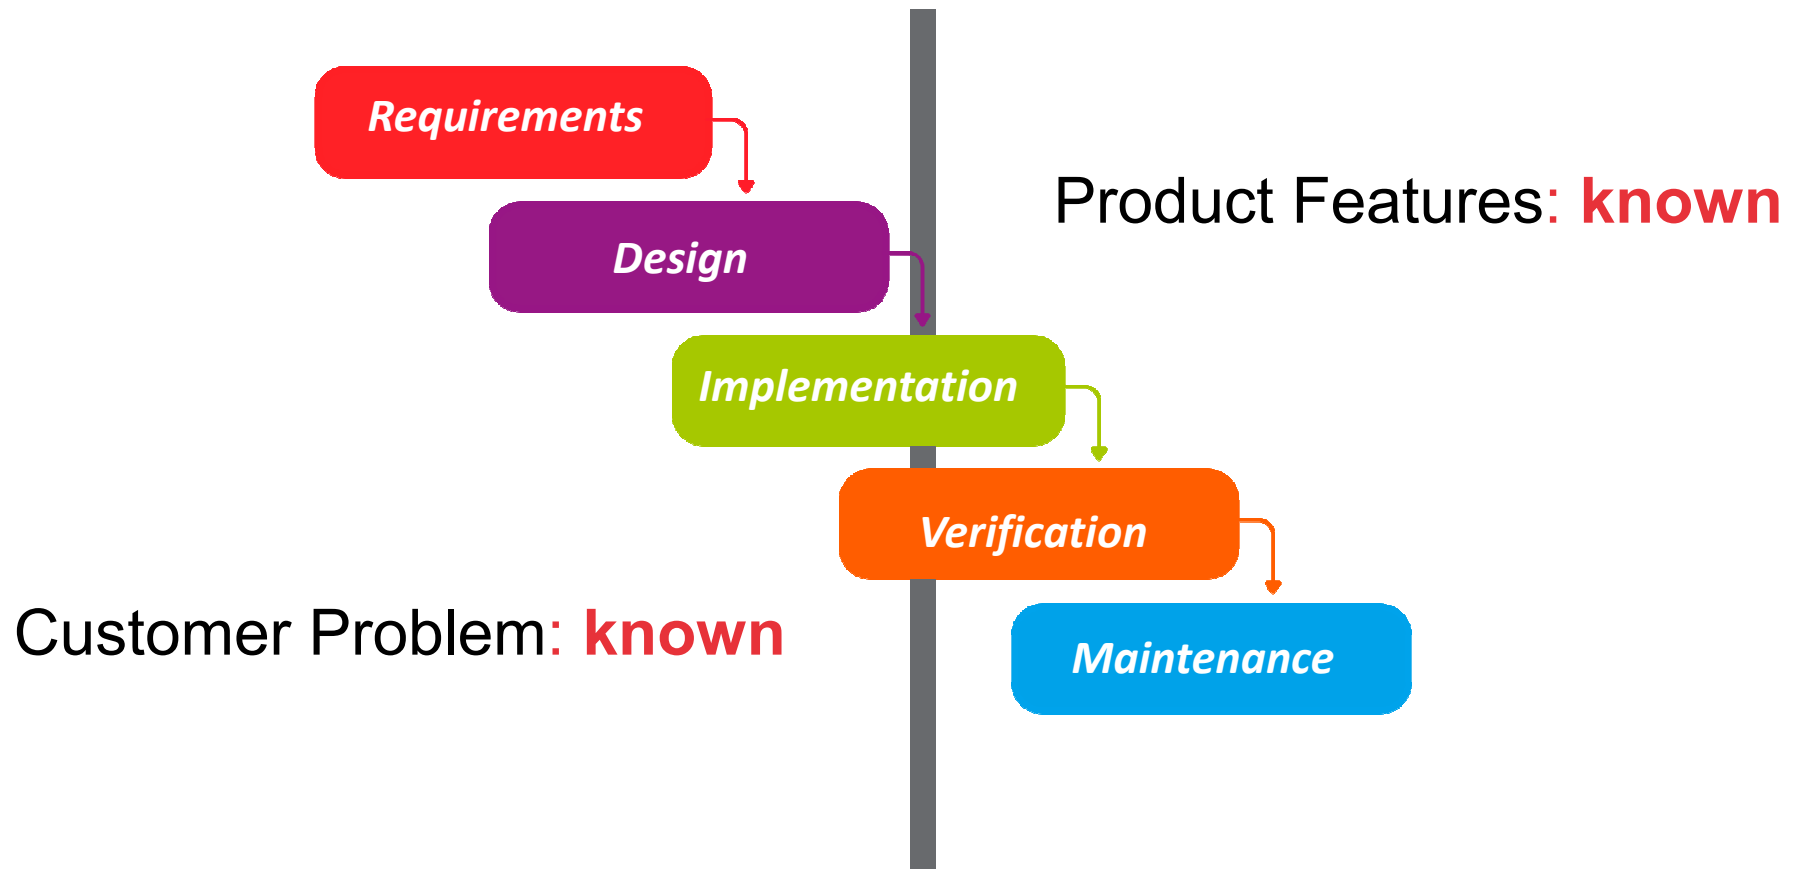 Requirements
Product Features: known
Design
Implementation
Verification
Customer Problem: known
Maintenance